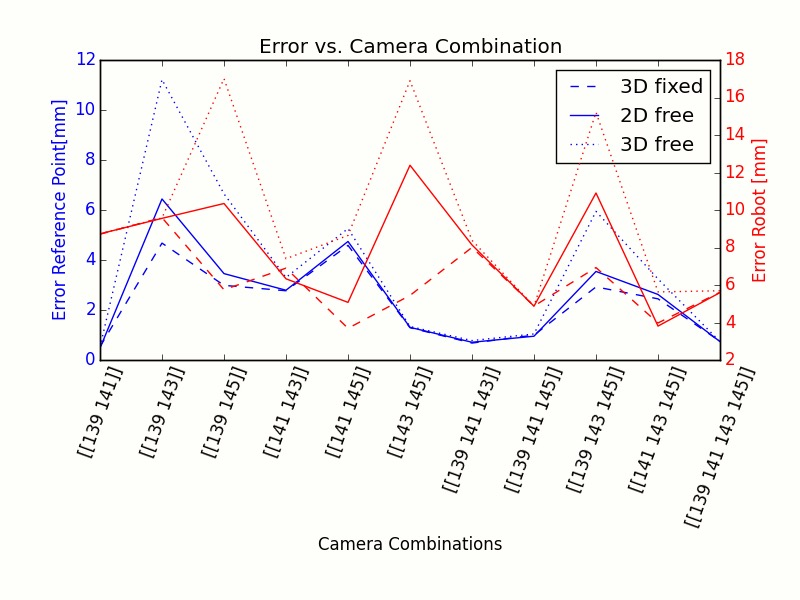 Error vs. Camera Combination
12
10
8
6
4
2
0
Error Reference Point[mm]
18
16
14
12
10
8
6
4
2
Error Robot [mm]
3D fixed
2D free
3D free
[[139 141]]
[[139 143]]
[[139 145]]
[[141 143]]
[[141 145]]
[[143 145]]
[[139 141 143]]
[[139 141 145]]
[[139 143 145]]
[[141 143 145]]
[[139 141 143 145]]
Camera Combinations